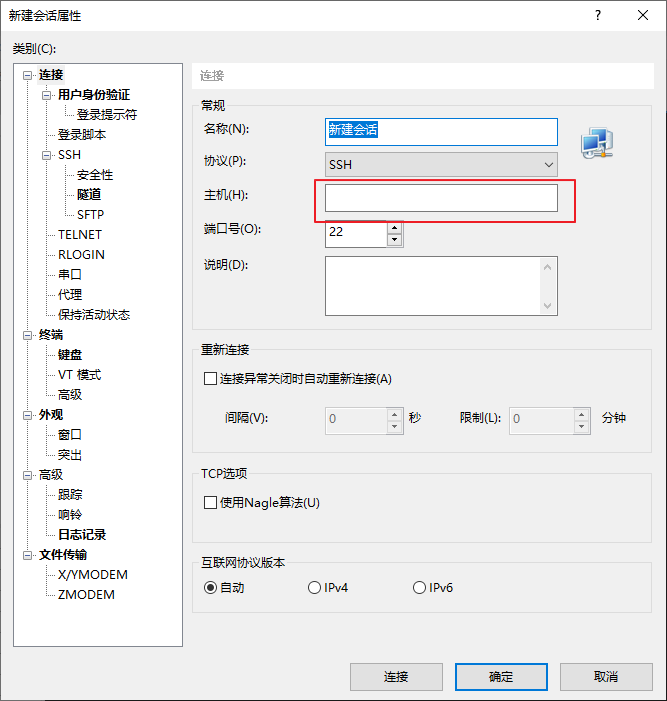 新建会话属性
?
类别(C):
连接
用户身份验证
登录提示符
登录脚本
SSH
安全性
隧道
SFTP
TELNET
RLOGIN
串口
代理
保持活动状态
终端
键盘
VT 模式
高级
外观
窗口
突出
高级
跟踪
响铃
日志记录
文件传输
X/YMODEM
ZMODEM
连接
常规
名称(N):
新建会话
协议(P):
SSH
主机(H):
端口号(O):
22
说明(D):
重新连接
连接异常关闭时自动重新连接(A)
间隔(V): 0 秒 限制(L): 0 分钟
TCP选项
使用Nagle算法(U)
互联网协议版本
自动 IPv4 IPv6
连接 确定 取消